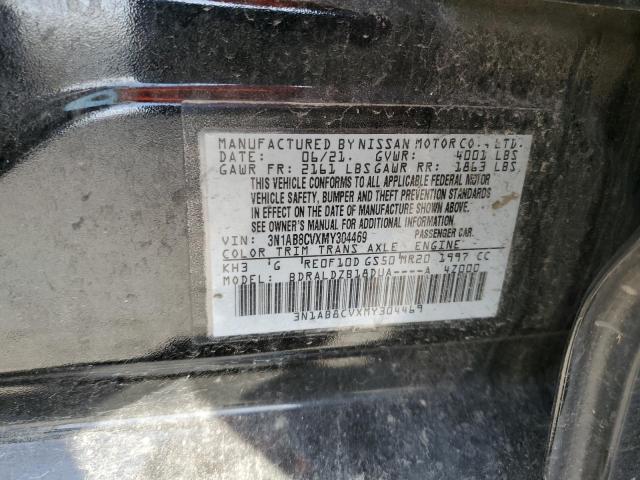 MANUFACTURED BY NISSAN MOTOR CO., LTD.
DATE: 06/21. GVWR: 4001 LBS
GAWR FR: 2161 LBS GAWR RR: 1863 LBS.
THIS VEHICLE CONFORMS TO ALL APPLICABLE FEDERAL MOTOR
VEHICLE SAFETY, BUMPER AND THEFT PREVENTION STANDARDS
IN EFFECT ON THE DATE OF MANUFACTURE SHOWN ABOVE.
SEE OWNER'S MANUAL FOR ADDITIONAL INFORMATION.
VIN: 3N1AB8CVXMY304469 PASSENGER CAR.
COLOR TRIM TRANS AXLE ENGINE
KH3 'G 'RE0F10D GS50 MR20 1997 CC
MODEL: BDRALDZB18DUA----A 4Z000
3N1AB8CVXMY304469